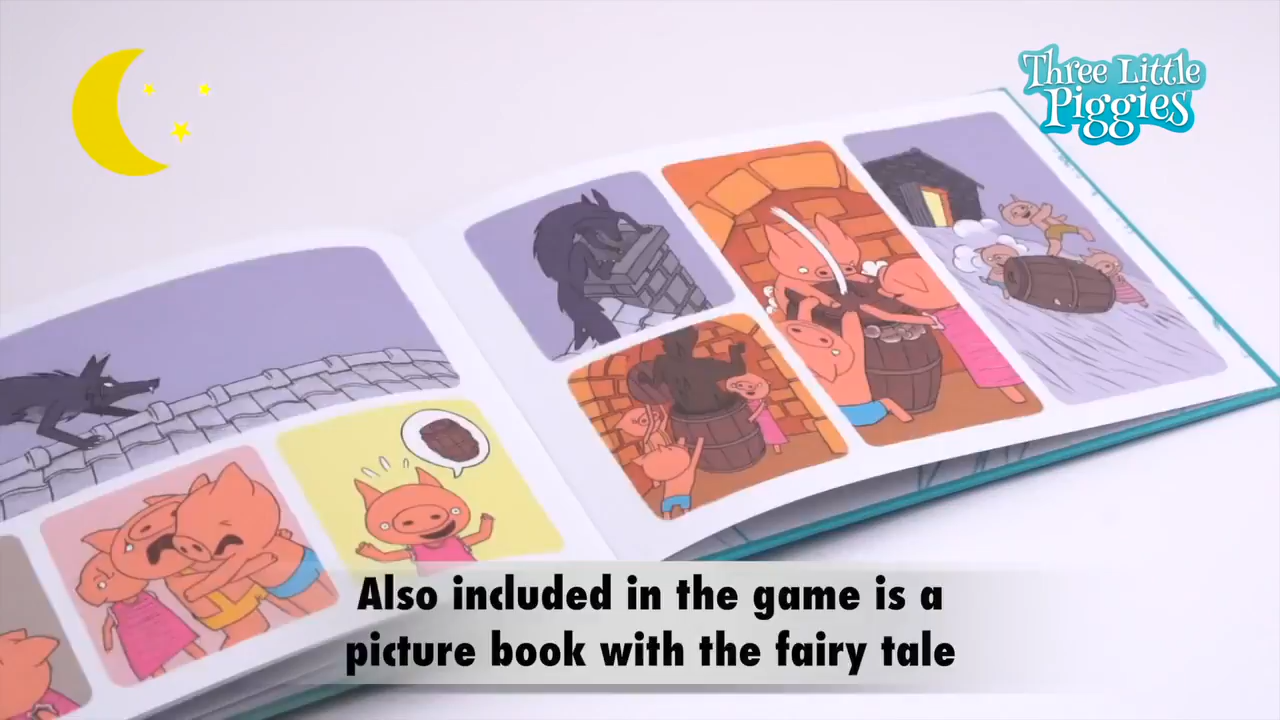 Three Little
Piggies
Also included in the game is a
picture book with the fairy tale